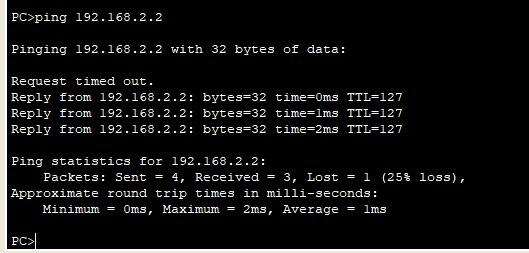 PC>ping 192.168.2.2
Pinging 192.168.2.2 with 32 bytes of data:
Request timed out.
Reply from 192.168.2.2: bytes=32 time=0ms TTL=127
Reply from 192.168.2.2: bytes=32 time=1ms TTL=127
Reply from 192.168.2.2: bytes=32 time=2ms TTL=127
Ping statistics for 192.168.2.2:
    Packets: Sent = 4, Received = 3, Lost = 1 (25% loss),
Approximate round trip times in milli-seconds:
    Minimum = 0ms, Maximum = 2ms, Average = 1ms
PC>